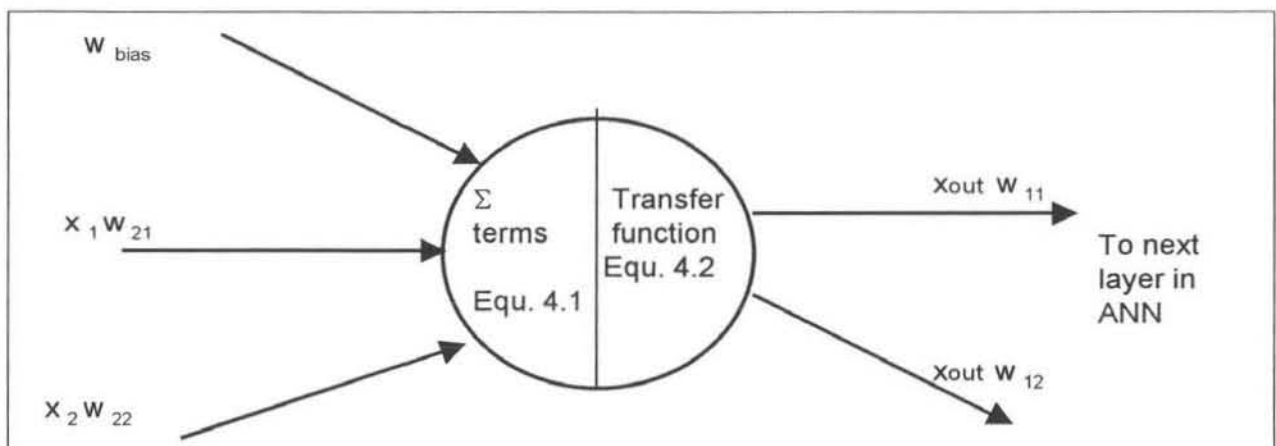 w bias
x 1 w 21
x 2 w 22
Σ
terms
Equ. 4.1
Transfer
function
Equ. 4.2
xout w 11
xout w 12
To next
layer in
ANN